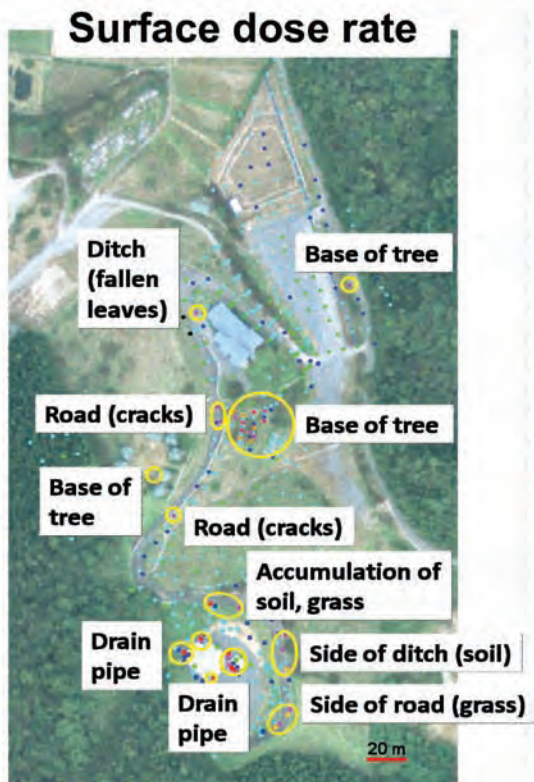 Surface dose rate
Ditch
(fallen
leaves)
Base of tree
Road (cracks)
Base of tree
Base of
tree
Road (cracks)
Accumulation of
soil, grass
Drain
pipe
Side of ditch (soil)
Drain
pipe
Side of road (grass)
20 m